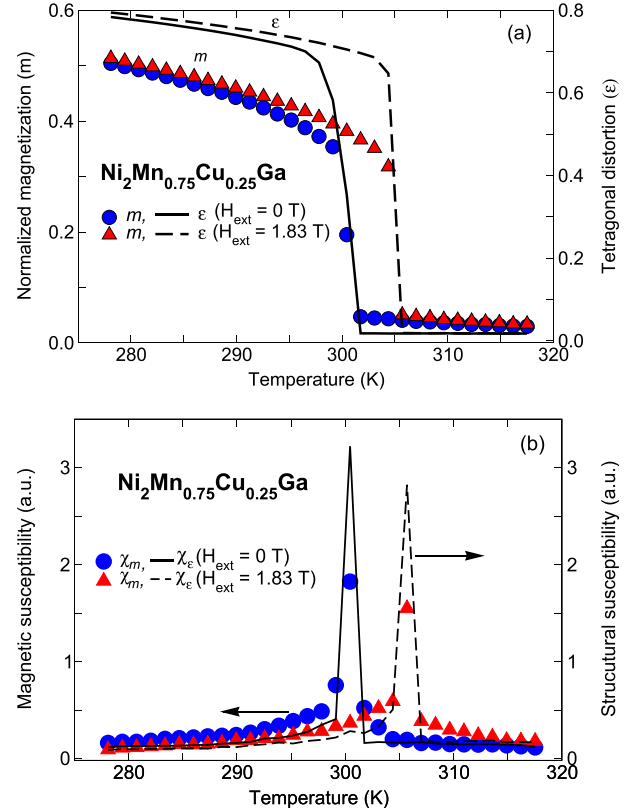 0.6
0.4
0.2
0.0
Normalized magnetization (m)
ε
(a)
m
Ni2Mn0.75Cu0.25Ga
m, ε (Hext = 0 T)
m, ε (Hext = 1.83 T)
0.8
0.6
0.4
0.2
0.0
Tetragonal distortion (ε)
280 290 300 310 320
Temperature (K)
3
2
1
0
Magnetic susceptibility (a.u.)
(b)
Ni2Mn0.75Cu0.25Ga
χm, χε(Hext = 0 T)
χm, χε(Hext = 1.83 T)
3
2
1
0
Strucutural susceptibility (a.u.)
280 290 300 310 320
Temperature (K)